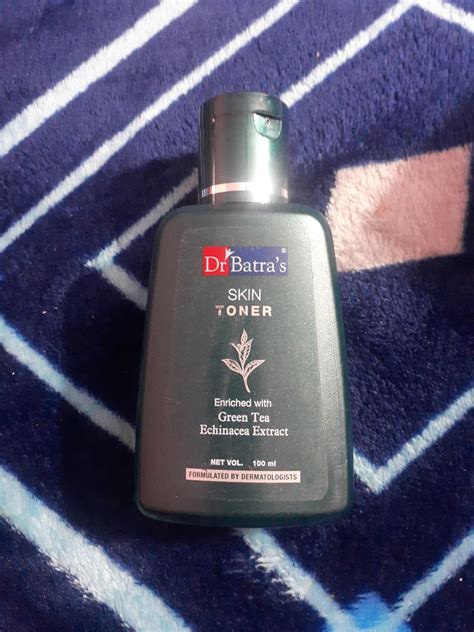 Dr Batra's®
SKIN
TONER
Enriched with
Green Tea
Echinacea Extract
NET VOL. 100 ml
FORMULATED BY DERMATOLOGISTS